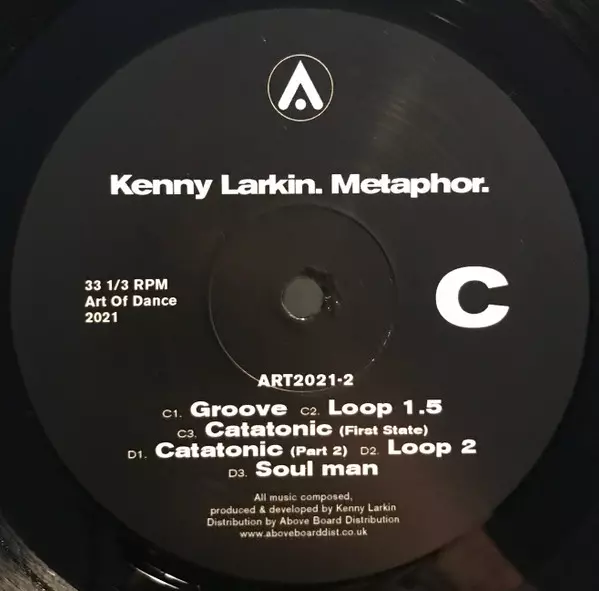 Kenny Larkin. Metaphor.
33 1/3 RPM
Art Of Dance
2021
C
ART2021-2
C1. Groove C2. Loop 1.5
C3. Catatonic (First State)
D1. Catatonic (Part 2) D2. Loop 2
D3. Soul man
All music composed,
produced & developed by Kenny Larkin
Distribution by Above Board Distribution
www.aboveboarddist.co.uk